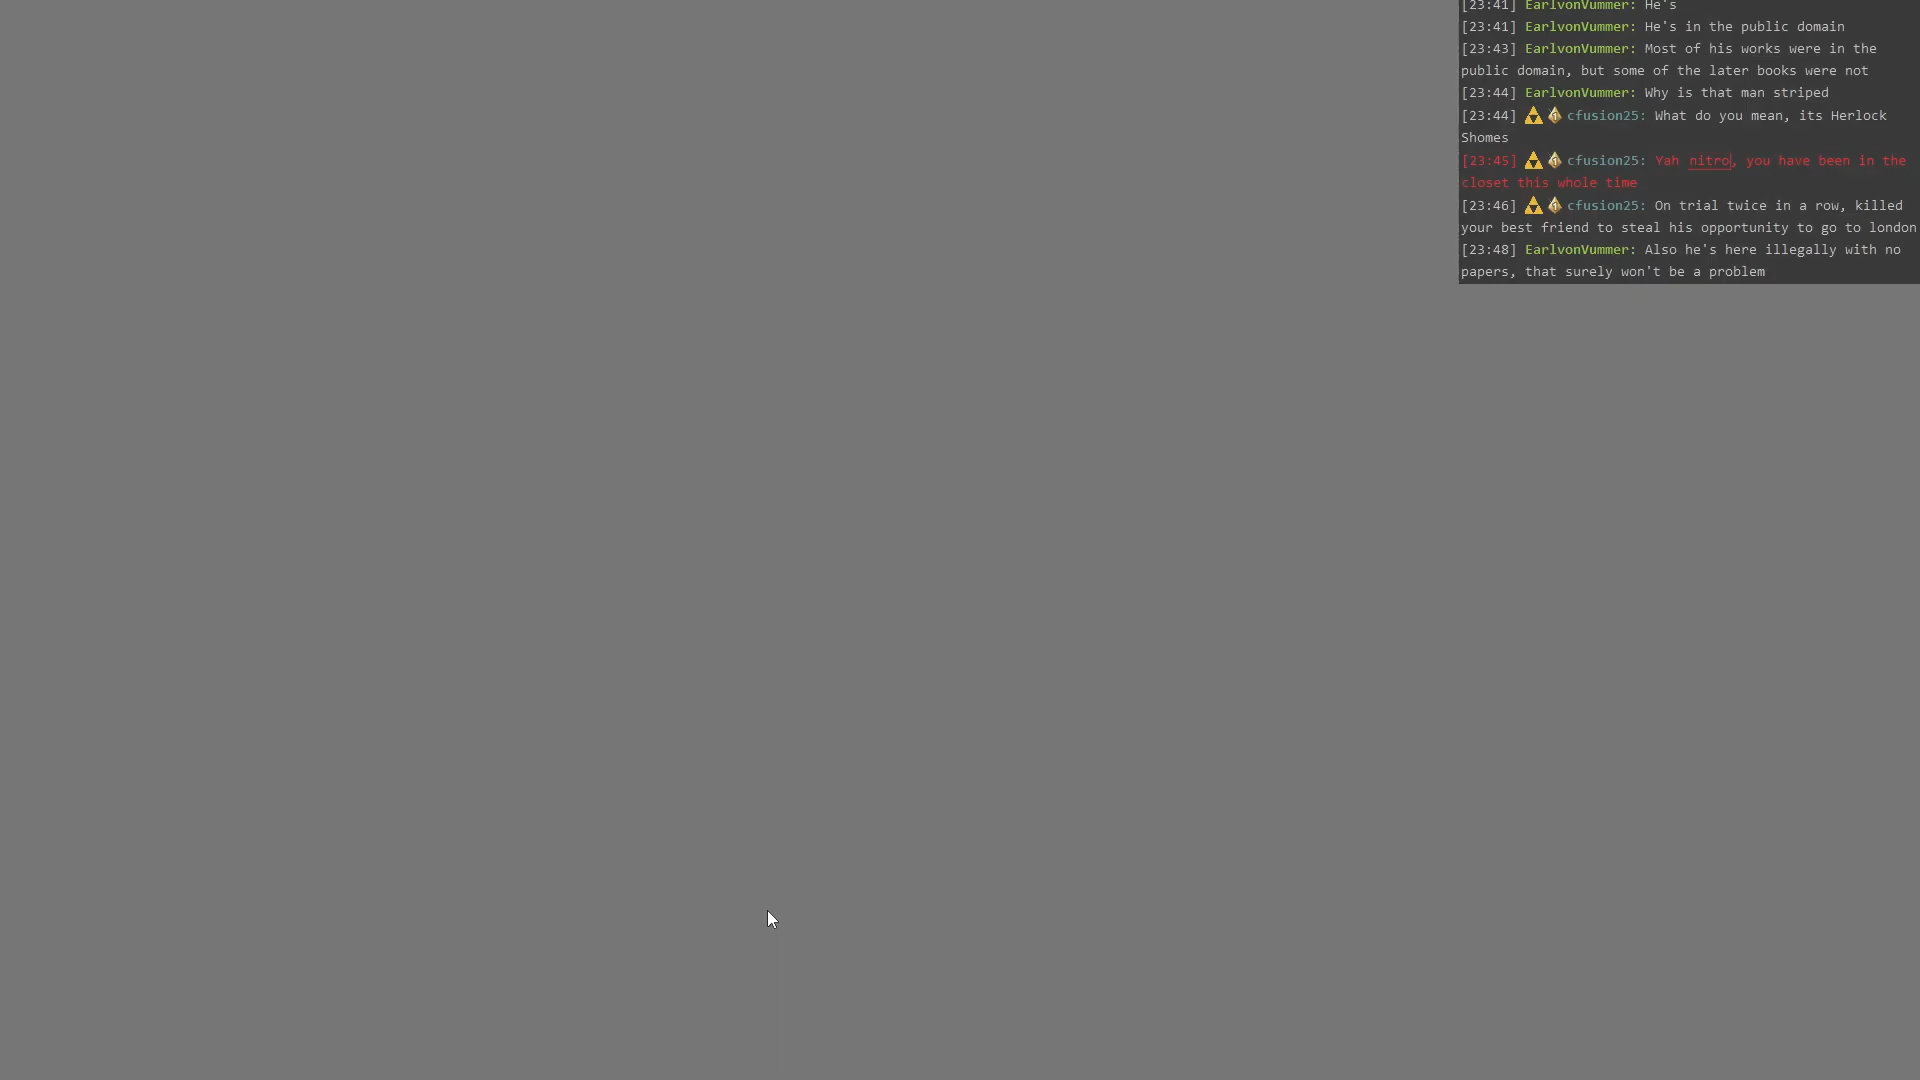 [23:41] EarlvonVummer: He's
[23:41] EarlvonVummer: He's in the public domain
[23:43] EarlvonVummer: Most of his works were in the
public domain, but some of the later books were not
[23:44] EarlvonVummer: Why is that man striped
[23:44] cfusion25: What do you mean, its Herlock
Shomes
[23:45] cfusion25: Yah nitro, you have been in the
closet this whole time
[23:46] cfusion25: On trial twice in a row, killed
your best friend to steal his opportunity to go to london
[23:48] EarlvonVummer: Also he's here illegally with no
papers, that surely won't be a problem